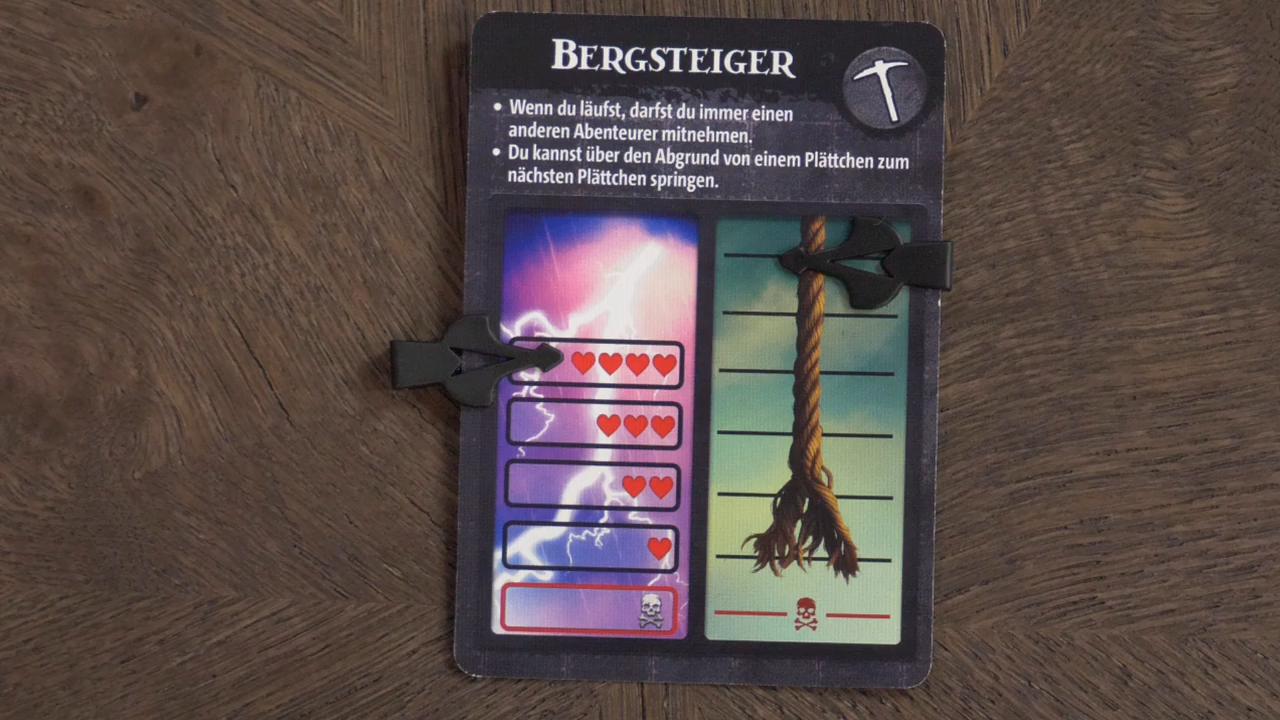 BERGSTEIGER
• Wenn du läufst, darfst du immer einen
anderen Abenteurer mitnehmen.
• Du kannst über den Abgrund von einem Plättchen zum
nächsten Plättchen springen.